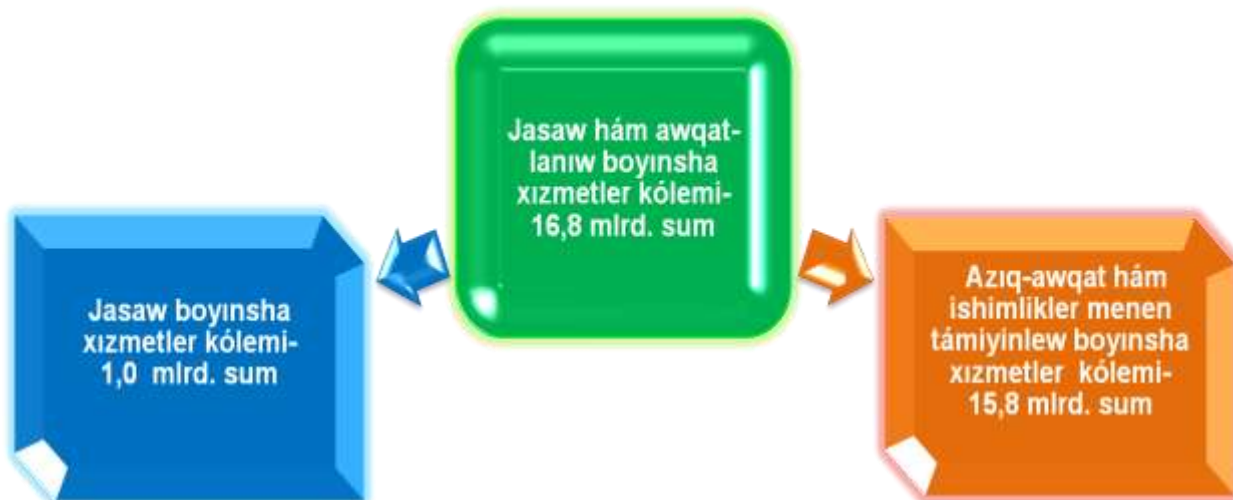 Jasaw hám awqat-
lanıw boyınsha
xızmetler kólemi-
16,8 mlrd. sum
Jasaw boyınsha
xızmetler kólemi-
1,0 mlrd. sum
Azıq-awqat hám
ishimlikler menen
támiyinlew boyınsha
xızmetler kólemi-
15,8 mlrd. sum